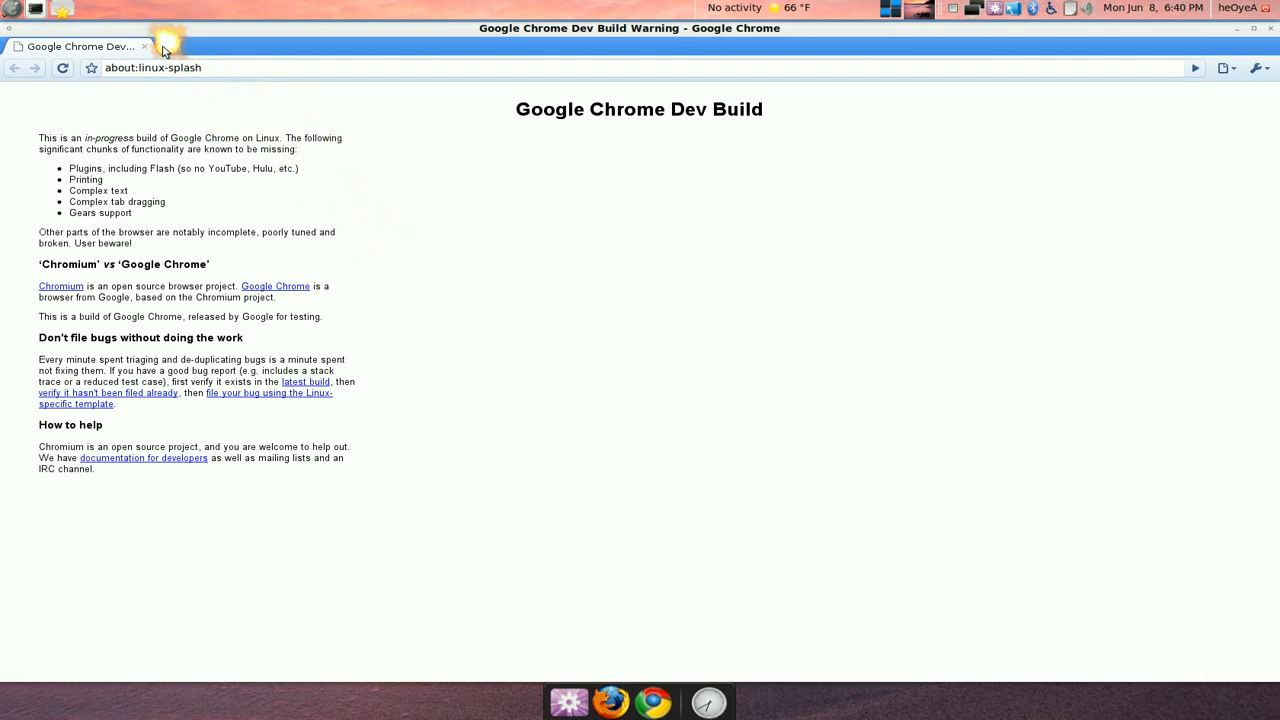 No activity 66 °F Mon Jun 8, 6:40 PM heOyeA
Google Chrome Dev Build Warning - Google Chrome
Google Chrome Dev...
about:linux-splash
Google Chrome Dev Build
This is an in-progress build of Google Chrome on Linux. The following
significant chunks of functionality are known to be missing:
Plugins, including Flash (so no YouTube, Hulu, etc.)
Printing
Complex text
Complex tab dragging
Gears support
Other parts of the browser are notably incomplete, poorly tuned and
broken. User beware!
‘Chromium’ vs ‘Google Chrome’
Chromium is an open source browser project. Google Chrome is a
browser from Google, based on the Chromium project.
This is a build of Google Chrome, released by Google for testing.
Don't file bugs without doing the work
Every minute spent triaging and de-duplicating bugs is a minute spent
not fixing them. If you have a good bug report (e.g. includes a stack
trace or a reduced test case), first verify it exists in the latest build, then
verify it hasn't been filed already, then file your bug using the Linux-
specific template.
How to help
Chromium is an open source project, and you are welcome to help out.
We have documentation for developers as well as mailing lists and an
IRC channel.